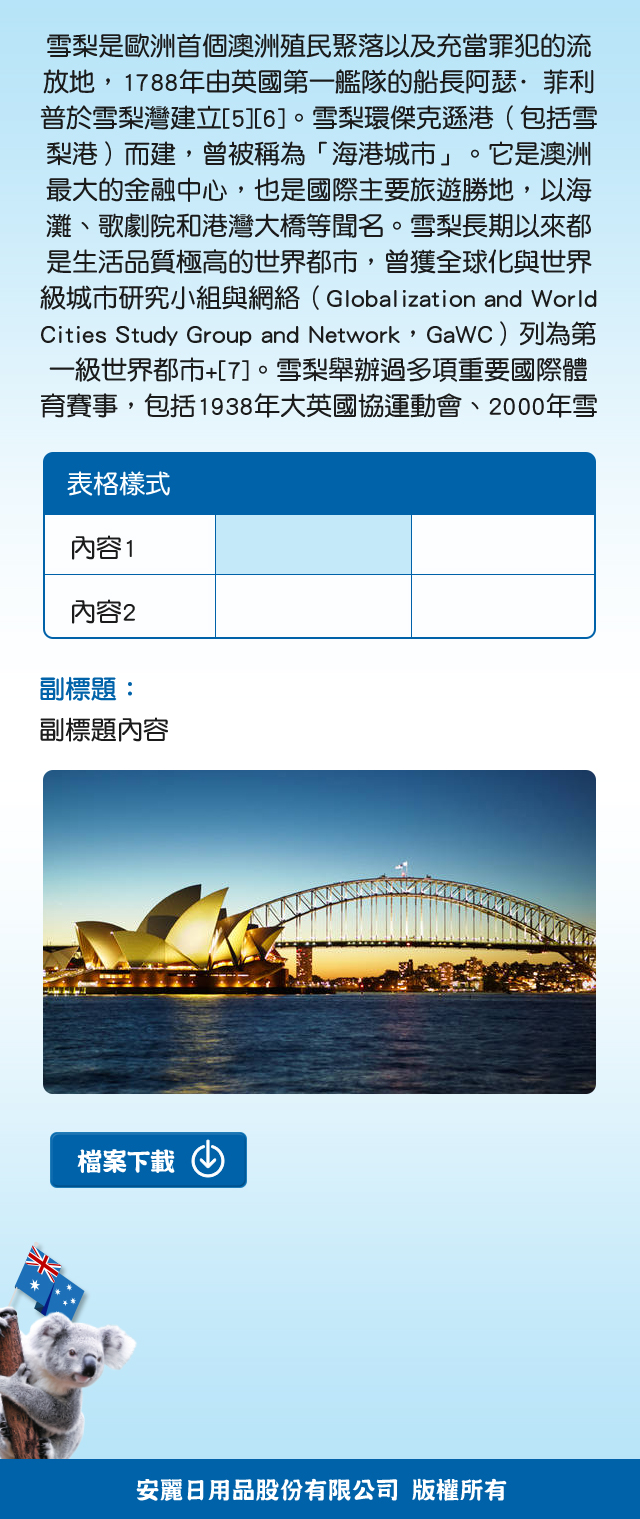 雪梨是歐洲首個澳洲殖民聚落以及充當罪犯的流
放地，1788年由英國第一艦隊的船長阿瑟·菲利
普於雪梨灣建立[5][6]。雪梨環傑克遜港（包括雪
梨港）而建，曾被稱為「海港城市」。它是澳洲
最大的金融中心，也是國際主要旅遊勝地，以海
灘、歌劇院和港灣大橋等聞名。雪梨長期以來都
是生活品質極高的世界都市，曾獲全球化與世界
級城市研究小組與網絡（Globalization and World
Cities Study Group and Network，GaWC）列為第
一級世界都市+[7]。雪梨舉辦過多項重要國際體
育賽事，包括1938年大英國協運動會、2000年雪
表格樣式
內容1
內容2
副標題：
副標題內容
檔案下載
安麗日用品股份有限公司 版權所有